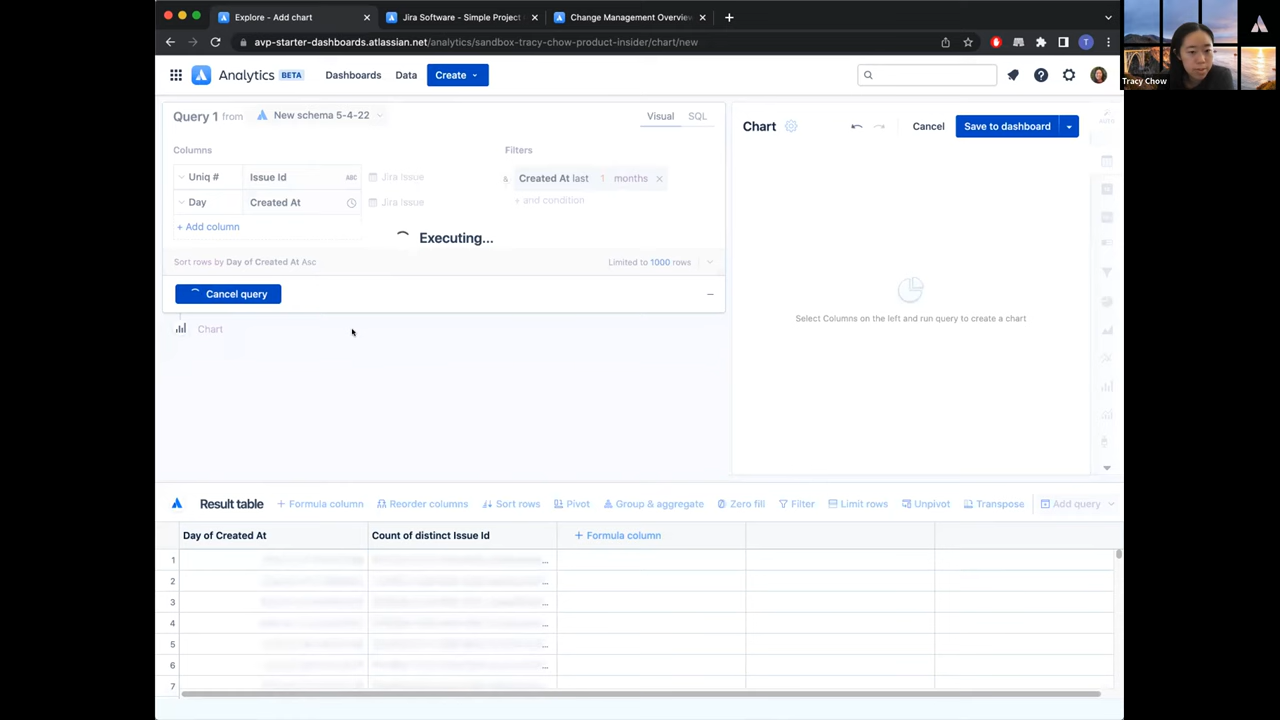 Explore - Add chart
Jira Software - Simple Project
Change Management Overview
avp-starter-dashboards.atlassian.net/analytics/sandbox-tracy-chow-product-insider/chart/new
T
Tracy Chow
Analytics BETA Dashboards Data Create
Query 1 from New schema 5-4-22
Visual SQL
Chart
Cancel Save to dashboard
AUTO
Columns
Filters
Uniq # Issue Id ABC Jira Issue
& Created At last 1 months
Day Created At Jira Issue
+ and condition
+ Add column
Executing...
Sort rows by Day of Created At Asc
Limited to 1000 rows
Cancel query
Chart
Select Columns on the left and run query to create a chart
Result table + Formula column Reorder columns Sort rows Pivot Group & aggregate Zero fill Filter Limit rows Unpivot Transpose Add query
Day of Created At Count of distinct Issue Id + Formula column
1 ...
2 ...
3 ...
4 ...
5 ...
6 ...
7